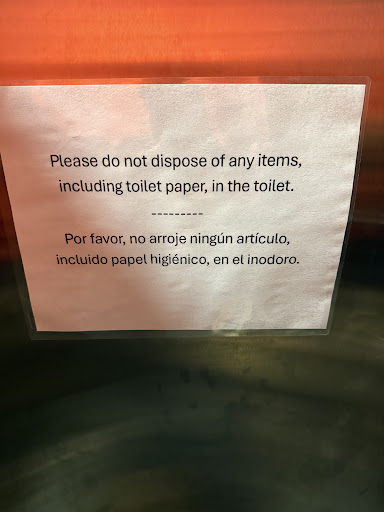 Please do not dispose of any items,
including toilet paper, in the toilet.
---------
Por favor, no arroje ningún artículo,
incluido papel higiénico, en el inodoro.